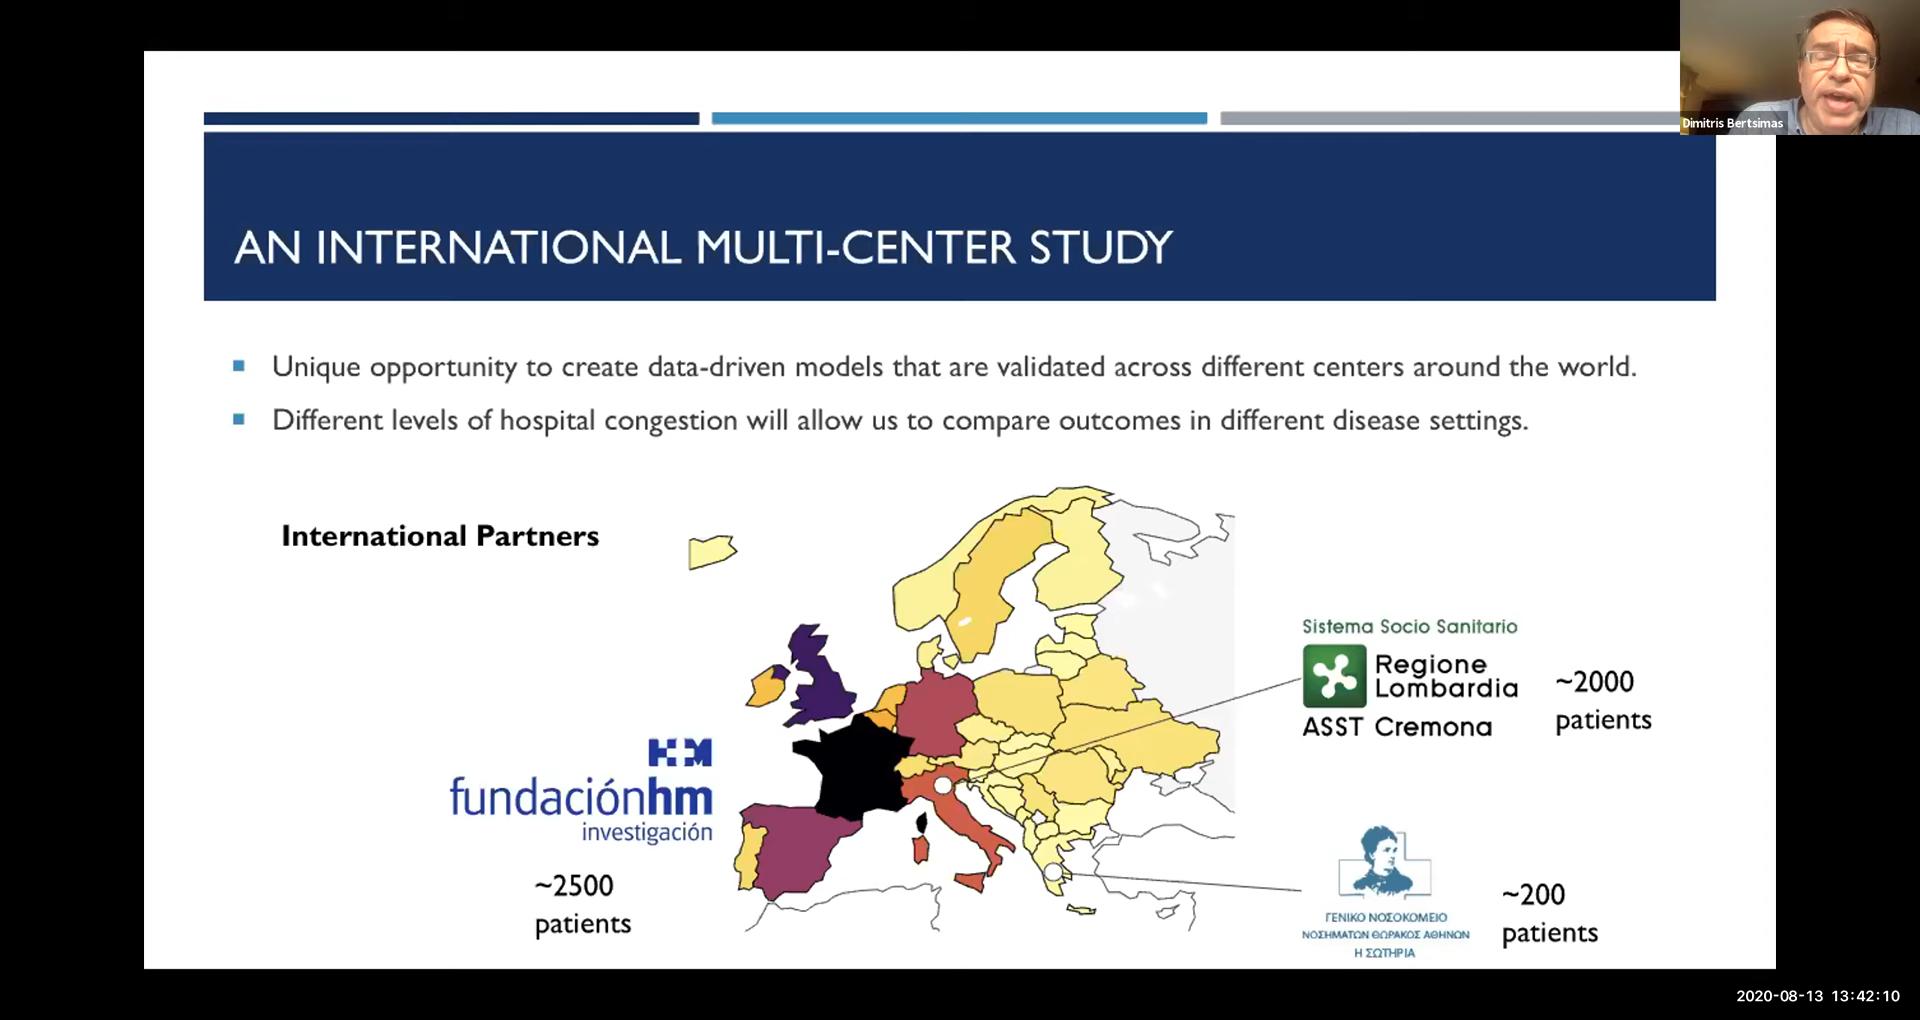 Dimitris Bertsimas
AN INTERNATIONAL MULTI-CENTER STUDY
Unique opportunity to create data-driven models that are validated across different centers around the world.
Different levels of hospital congestion will allow us to compare outcomes in different disease settings.
International Partners
Sistema Socio Sanitario
Regione
Lombardia
ASST Cremona
~2000
patients
HM
fundaciónhm
investigación
~2500
patients
ΓΕΝΙΚΟ ΝΟΣΟΚΟΜΕΙΟ
ΝΟΣΗΜΑΤΩΝ ΘΩΡΑΚΟΣ ΑΘΗΝΩΝ
Η ΣΩΤΗΡΙΑ
~200
patients
2020-08-13 13:42:10